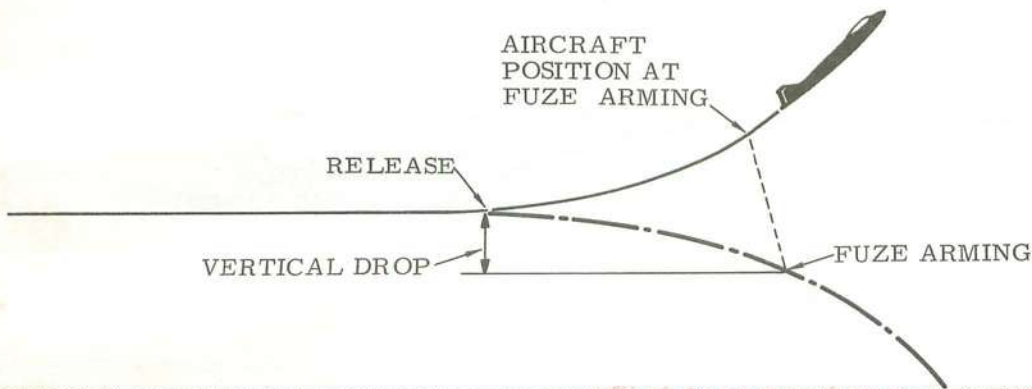 AIRCRAFT
POSITION AT
FUZE ARMING
RELEASE
VERTICAL DROP
FUZE ARMING